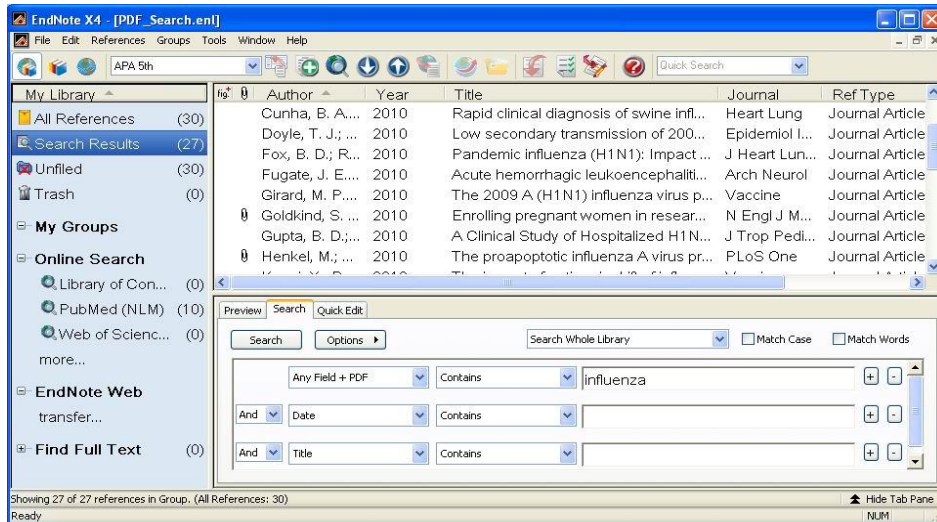 EndNote X4 - [PDF_Search.enl]
File Edit References Groups Tools Window Help
APA 5th Quick Search
My Library
All References (30)
Search Results (27)
Unfiled (30)
Trash (0)
My Groups
Online Search
Library of Con... (0)
PubMed (NLM) (10)
Web of Scienc... (0)
more...
EndNote Web
transfer...
Find Full Text (0)
fig. Author Year Title Journal Ref Type
Cunha, B. A.... 2010 Rapid clinical diagnosis of swine infl... Heart Lung Journal Article
Doyle, T. J.; ... 2010 Low secondary transmission of 200... Epidemiol I... Journal Article
Fox, B. D.; R... 2010 Pandemic influenza (H1N1): Impact ... J Heart Lun... Journal Article
Fugate, J. E.... 2010 Acute hemorrhagic leukoencephaliti... Arch Neurol Journal Article
Girard, M. P.... 2010 The 2009 A (H1N1) influenza virus p... Vaccine Journal Article
Goldkind, S. ... 2010 Enrolling pregnant women in resear... N Engl J M... Journal Article
Gupta, B. D.;... 2010 A Clinical Study of Hospitalized H1N... J Trop Pedi... Journal Article
Henkel, M.; ... 2010 The proapoptotic influenza A virus pr... PLoS One Journal Article
Preview Search Quick Edit
Search Options Search Whole Library Match Case Match Words
Any Field + PDF Contains influenza + -
And Date Contains + -
And Title Contains + -
Showing 27 of 27 references in Group. (All References: 30) Hide Tab Pane
Ready NUM